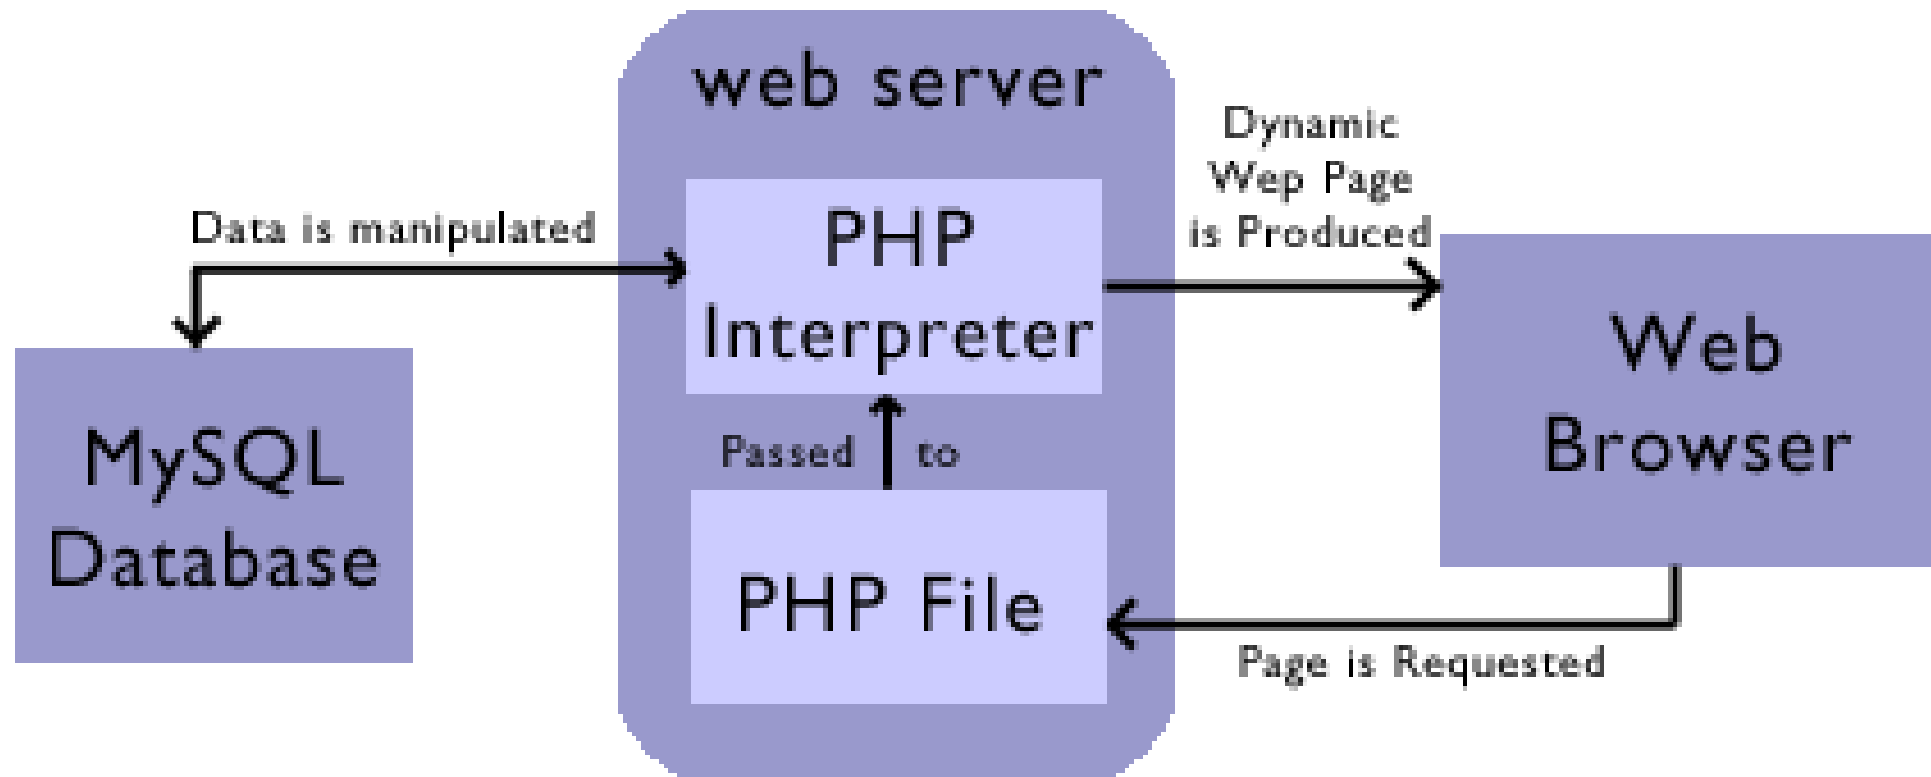 web server
Dynamic
Wep Page
is Produced
Data is manipulated
PHP
Interpreter
Web
Browser
MySQL
Database
Passed to
PHP File
Page is Requested